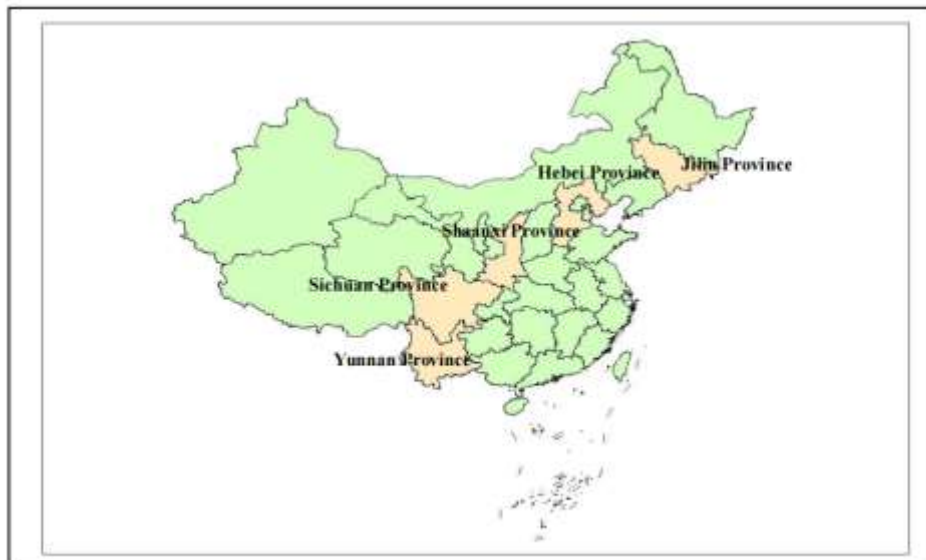 Jilin Province
Hebei Province
Shaanxi Province
Sichuan Province
Yunnan Province